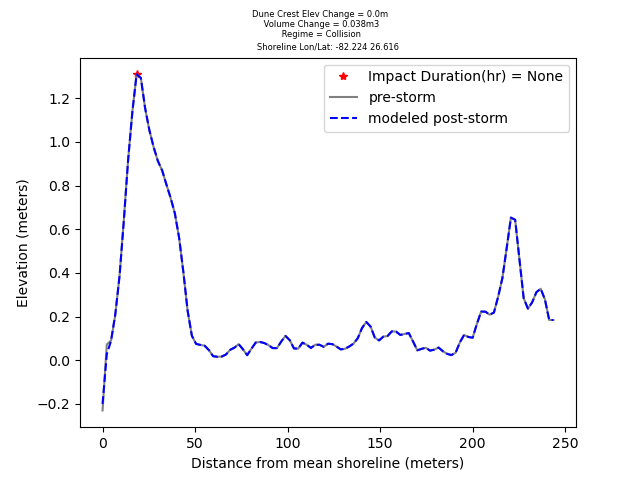 Dune Crest Elev Change = 0.0m
Volume Change = 0.038m3
Regime = Collision
Shoreline Lon/Lat: -82.224 26.616
Impact Duration(hr) = None
pre-storm
modeled post-storm
1.2
1.0
0.8
0.6
0.4
0.2
0.0
−0.2
Elevation (meters)
0 50 100 150 200 250
Distance from mean shoreline (meters)